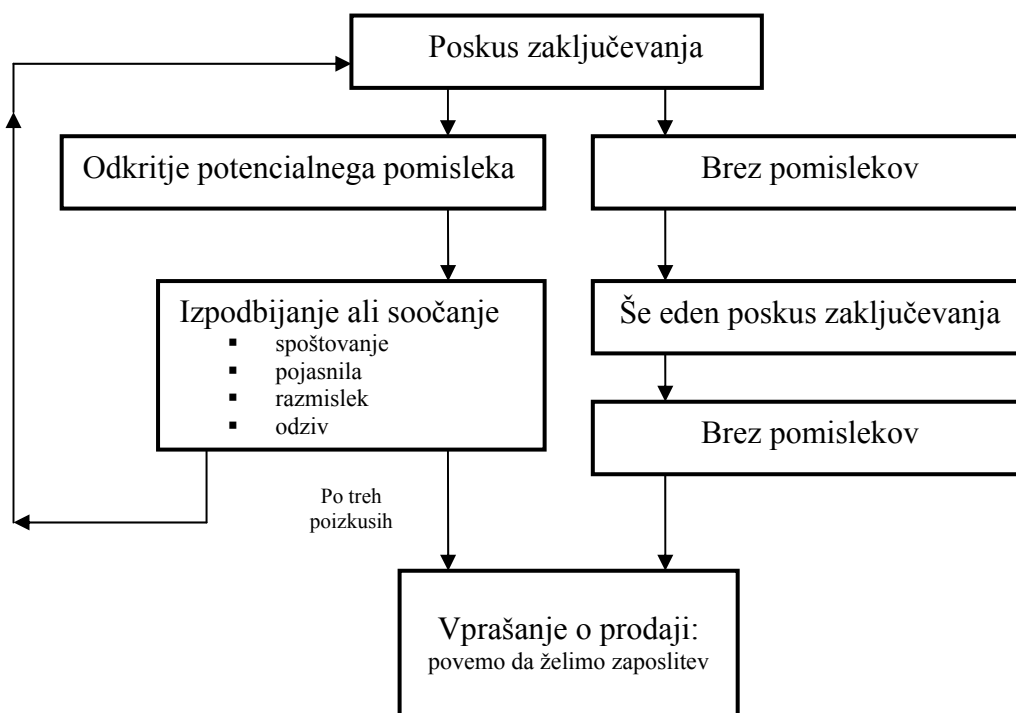 Poskus zaključevanja
Odkritje potencialnega pomisleka
Brez pomislekov
Izpodbijanje ali soočanje
▪ spoštovanje
▪ pojasnila
▪ razmislek
▪ odziv
Še eden poskus zaključevanja
Brez pomislekov
Po treh
poizkusih
Vprašanje o prodaji:
povemo da želimo zaposlitev